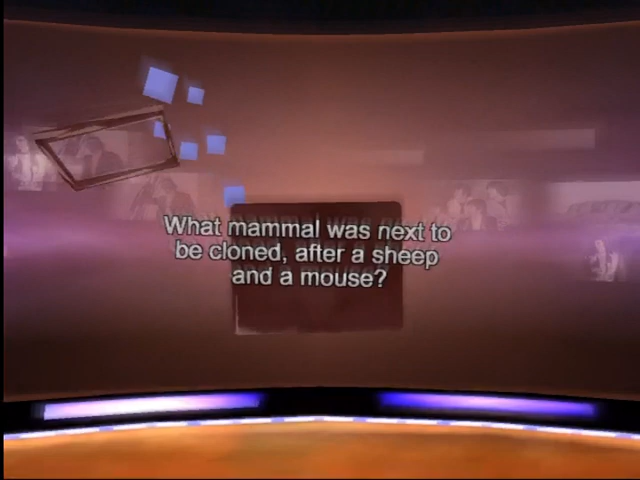 What mammal was next to
be cloned, after a sheep
and a mouse?